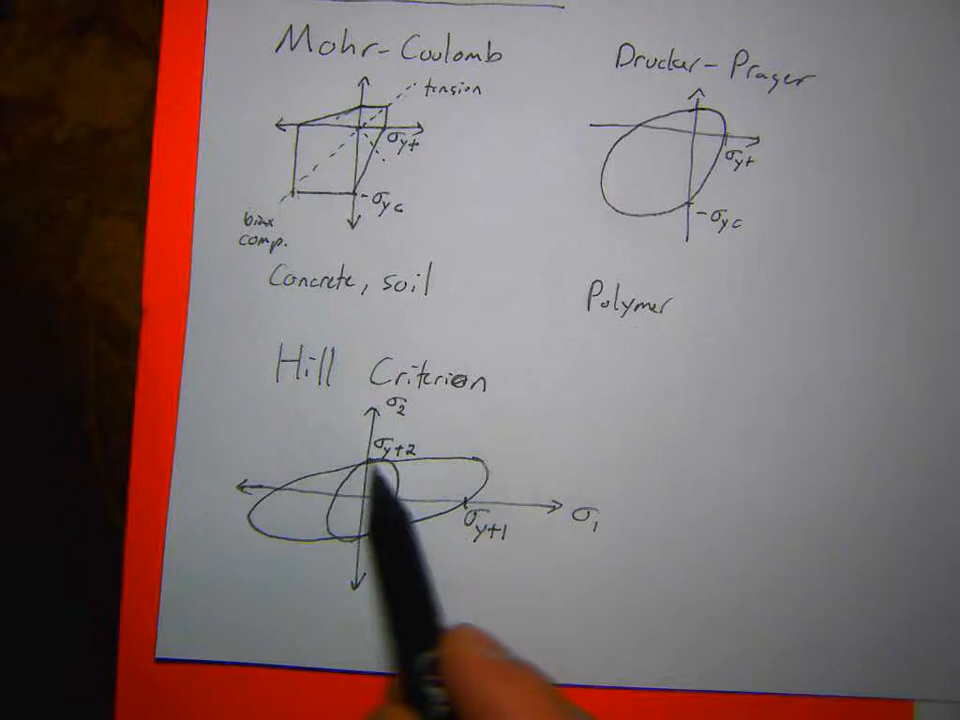 Mohr-Coulomb
tension
σyt
-σyc
biax
comp.
Concrete, soil
Drucker-Prager
σyt
-σyc
Polymer
Hill Criterion
σ2
σyt2
σyt1
σ1